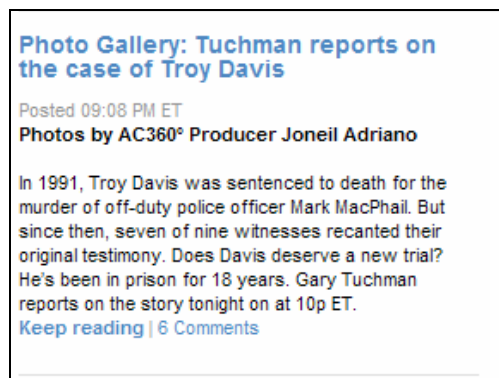 Photo Gallery: Tuchman reports on
the case of Troy Davis
Posted 09:08 PM ET
Photos by AC360° Producer Joneil Adriano
In 1991, Troy Davis was sentenced to death for the
murder of off-duty police officer Mark MacPhail. But
since then, seven of nine witnesses recanted their
original testimony. Does Davis deserve a new trial?
He's been in prison for 18 years. Gary Tuchman
reports on the story tonight on at 10p ET.
Keep reading | 6 Comments